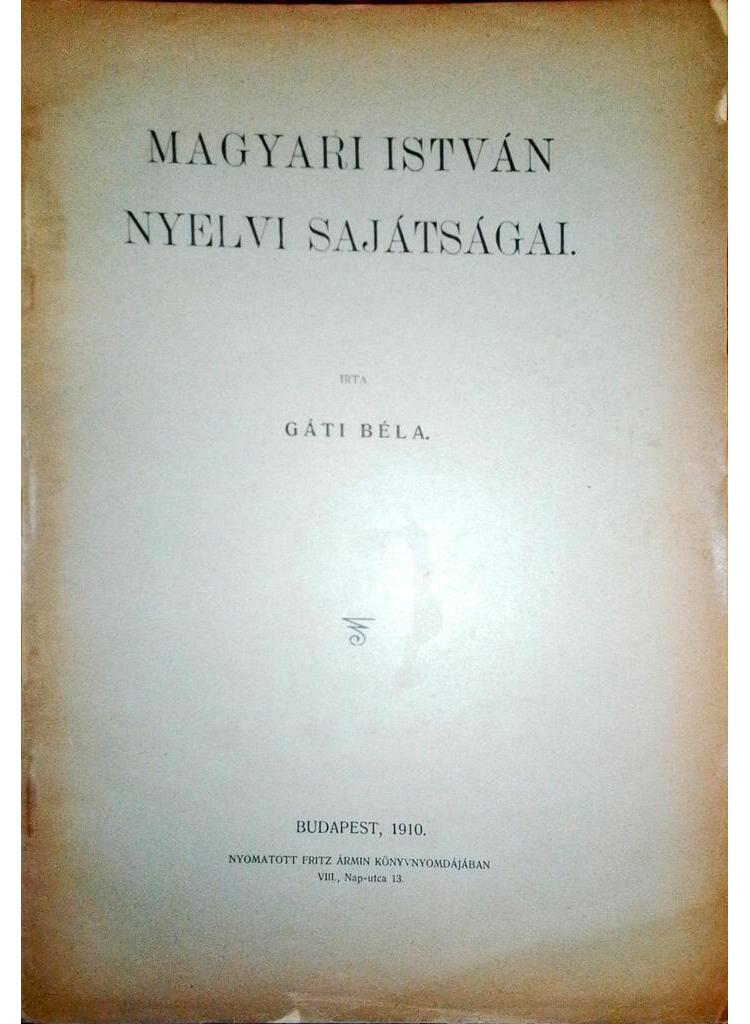 MAGYARI ISTVÁN
NYELVI SAJÁTSÁGAI.
IRTA
GÁTI BÉLA.
BUDAPEST, 1910.
NYOMATOTT FRITZ ÁRMIN KÖNYVNYOMDÁJÁBAN
VIII., Nap-utca 13.